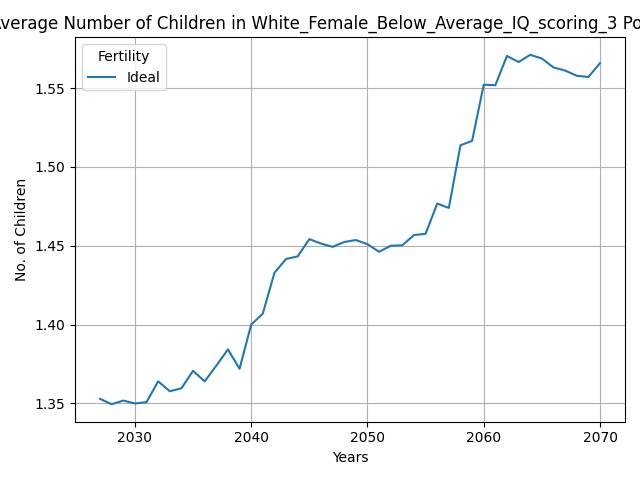 Average Number of Children in White_Female_Below_Average_IQ_scoring_3 Po
Fertility
Ideal
No. of Children
1.55
1.50
1.45
1.40
1.35
2030 2040 2050 2060 2070
Years